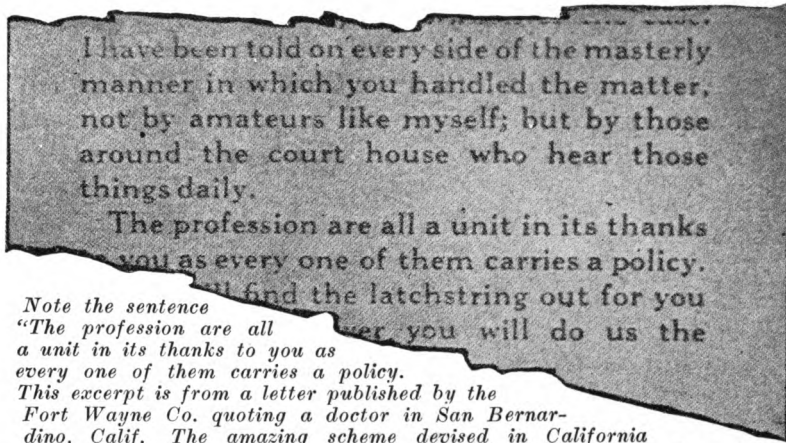 I have been told on every side of the masterly
manner in which you handled the matter,
not by amateurs like myself; but by those
around the court house who hear those
things daily.
The profession are all a unit in its thanks
you as every one of them carries a policy.
find the latchstring out for you
you will do us the
Note the sentence
“The profession are all
a unit in its thanks to you as
every one of them carries a policy.
This excerpt is from a letter published by the
Fort Wayne Co. quoting a doctor in San Bernar-
dino, Calif. The amazing scheme devised in California